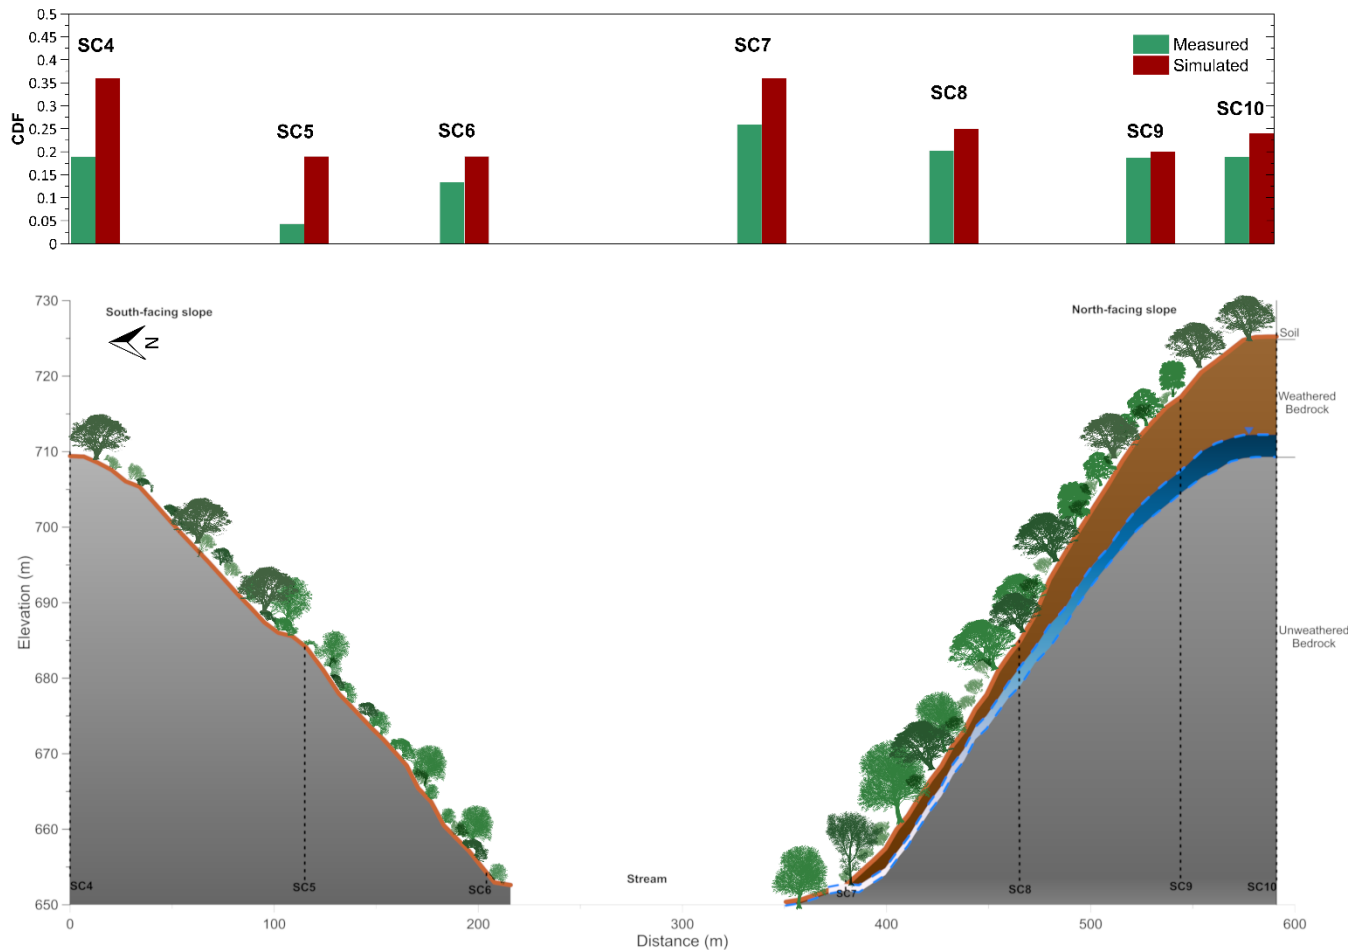 0.5
0.45
0.4
0.35
0.3
0.25
0.2
0.15
0.1
0.05
0
CDF
SC4
SC5
SC6
SC7
SC8
SC9
SC10
Measured
Simulated
730
720
710
700
690
680
670
660
650
Elevation (m)
South-facing slope
N
North-facing slope
Soil
Weathered
Bedrock
Unweathered
Bedrock
Stream
SC4
SC5
SC6
SC7
SC8
SC9
SC10
0
100
200
300
400
500
600
Distance (m)